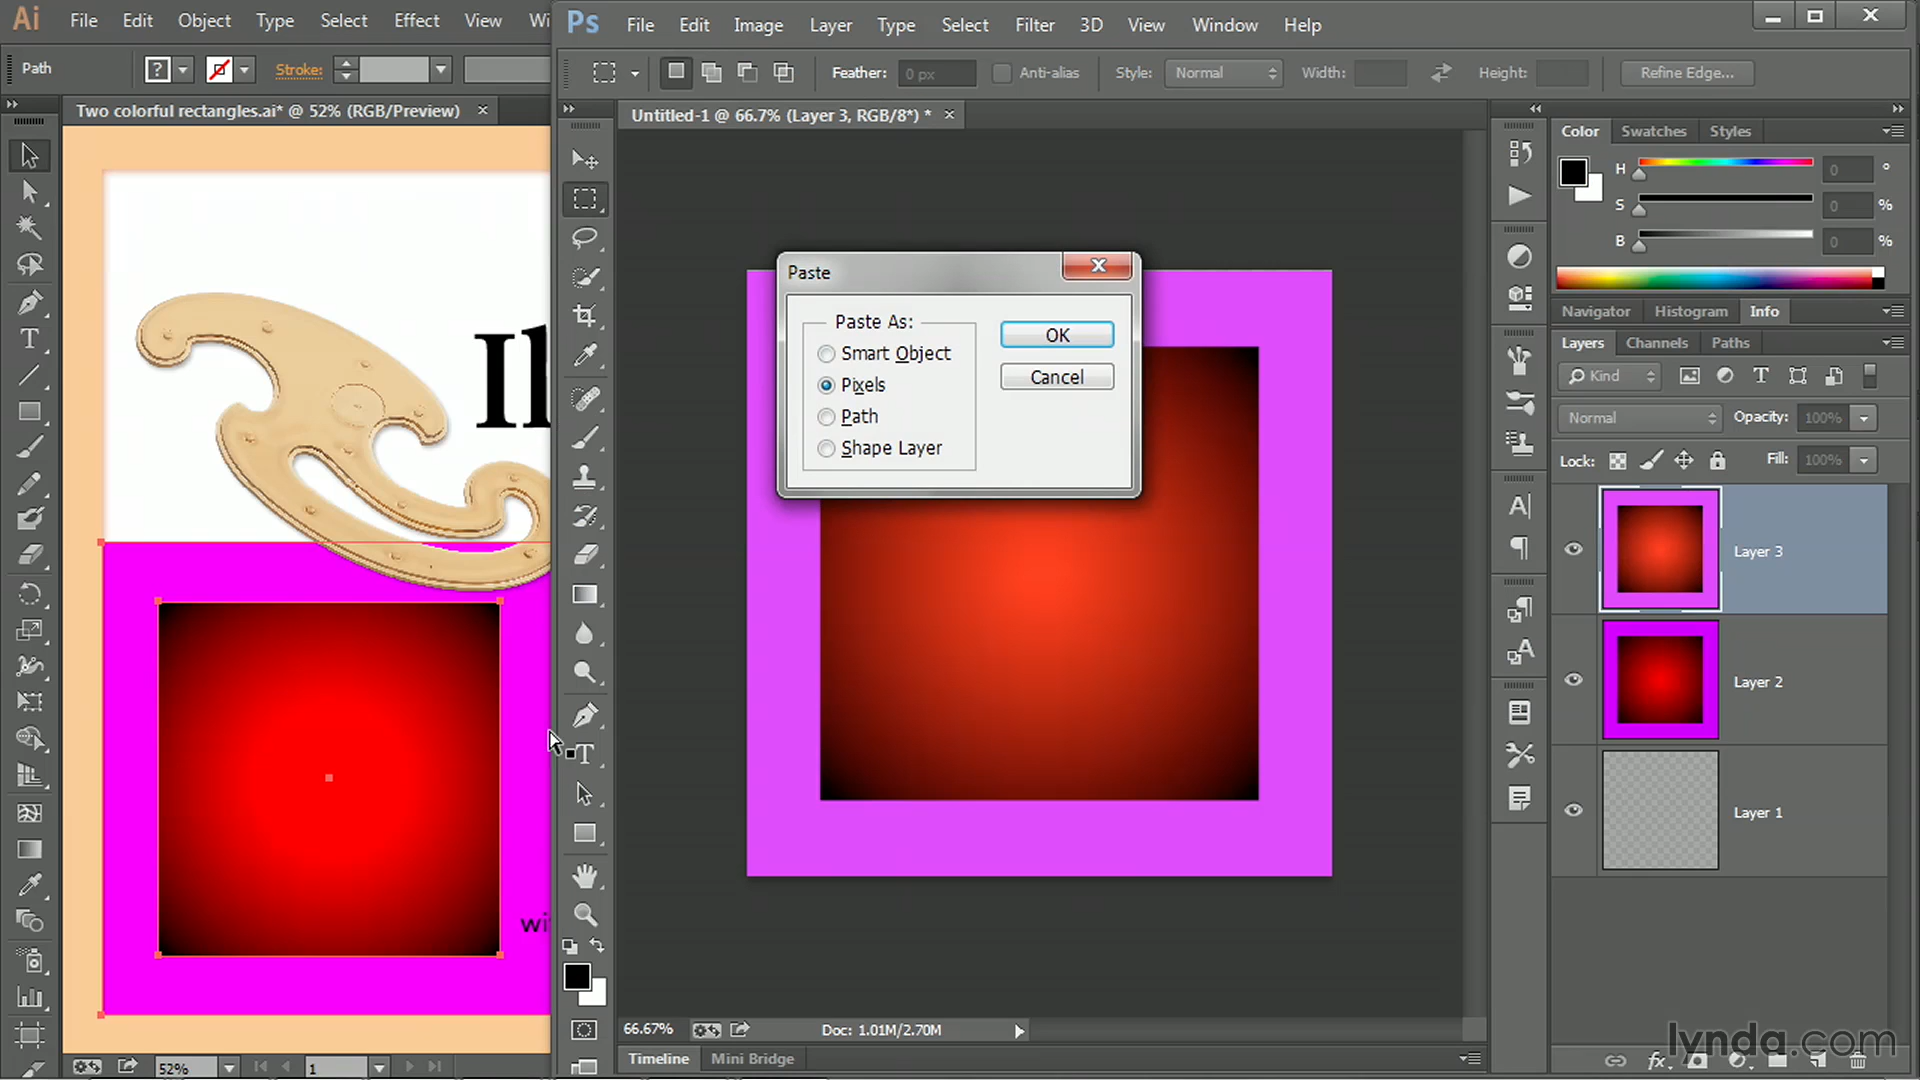 Ai File Edit Object Type Select Effect View Wi
Ps File Edit Image Layer Type Select Filter 3D View Window Help
Path ? Stroke:
Feather: 0 px Anti-alias Style: Normal Width: Height: Refine Edge...
Two colorful rectangles.ai* @ 52% (RGB/Preview) ×
Untitled-1 @ 66.7% (Layer 3, RGB/8*) * ×
Color Swatches Styles
H 0 °
S 0 %
B 0 %
Navigator Histogram Info
Layers Channels Paths
Kind
Normal Opacity: 100%
Lock: Fill: 100%
Layer 3
Layer 2
Layer 1
Paste
Paste As:
Smart Object
Pixels
Path
Shape Layer
OK
Cancel
Il
wi
66.67% Doc: 1.01M/2.70M
Timeline Mini Bridge
52% 1
lynda.com